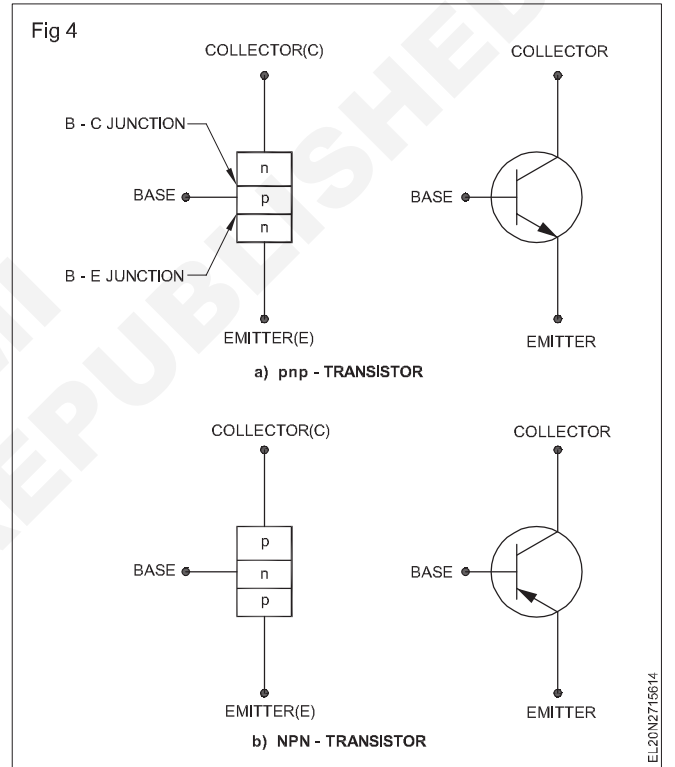 Fig 4
COLLECTOR(C)
COLLECTOR
B - C JUNCTION
n
BASE
p
BASE
n
B - E JUNCTION
EMITTER(E)
EMITTER
a) pnp - TRANSISTOR
COLLECTOR(C)
COLLECTOR
p
BASE
n
BASE
p
EMITTER(E)
EMITTER
b) NPN - TRANSISTOR
EL20N2715614
REPUBLISHED